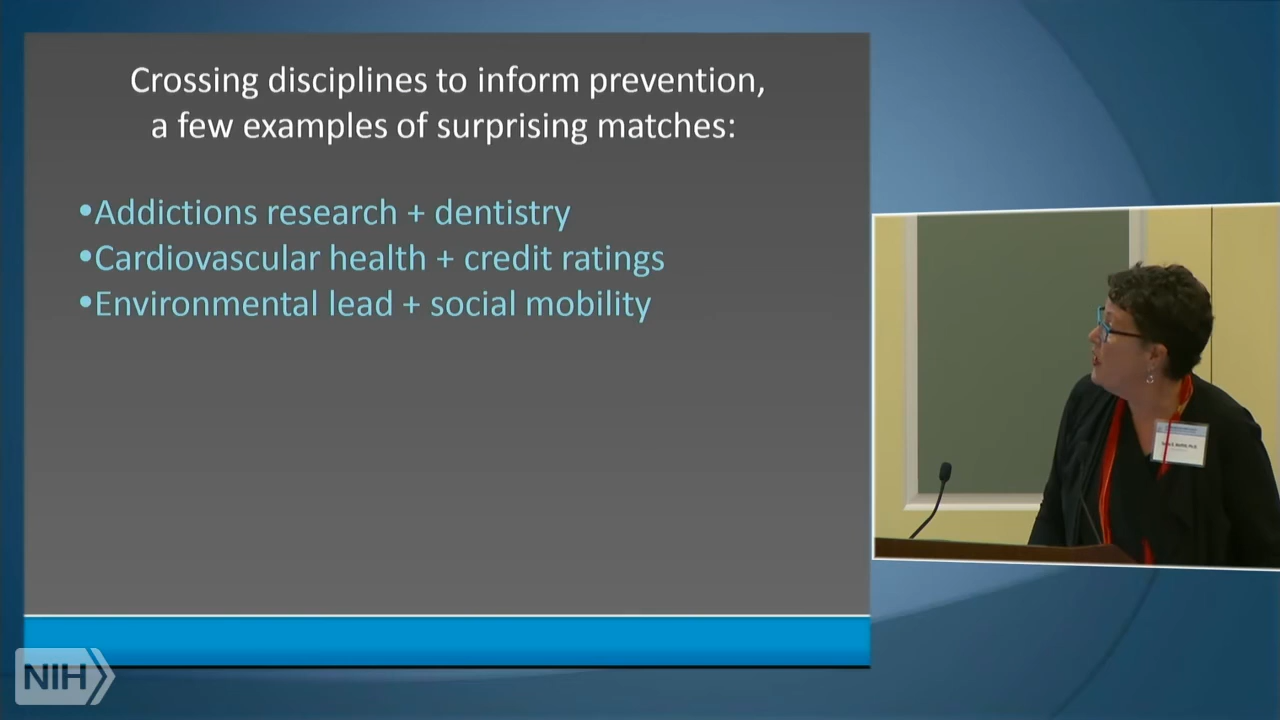 Crossing disciplines to inform prevention,
a few examples of surprising matches:
•Addictions research + dentistry
•Cardiovascular health + credit ratings
•Environmental lead + social mobility
NIH